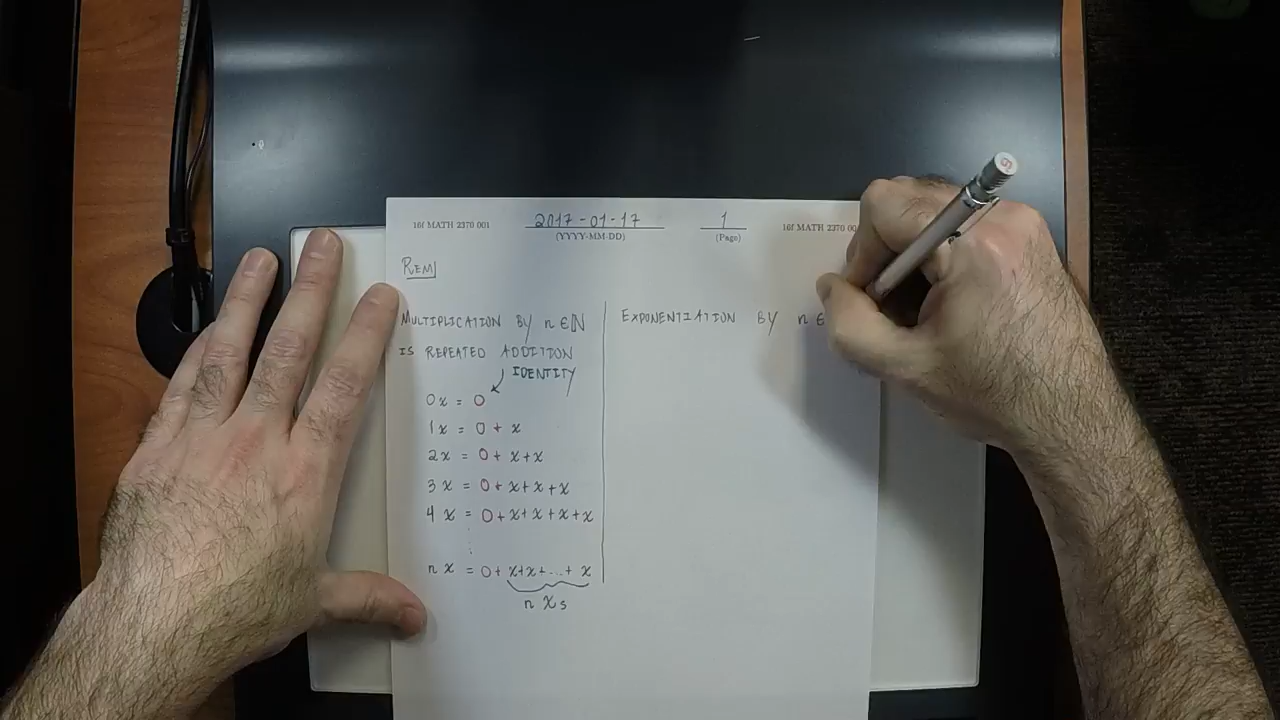 16f MATH 2370 001 2017-01-17 1 16f MATH 2370 00
(YYYY-MM-DD) (Page)
REM
MULTIPLICATION BY n ∈ ℕ
IS REPEATED ADDITION
IDENTITY
0x = 0
1x = 0 + x
2x = 0 + x+x
3x = 0 + x+x+x
4x = 0 + x+x+x+x
⋮
nx = 0 + x+x+...+x
n xs
EXPONENTIATION BY n ∈